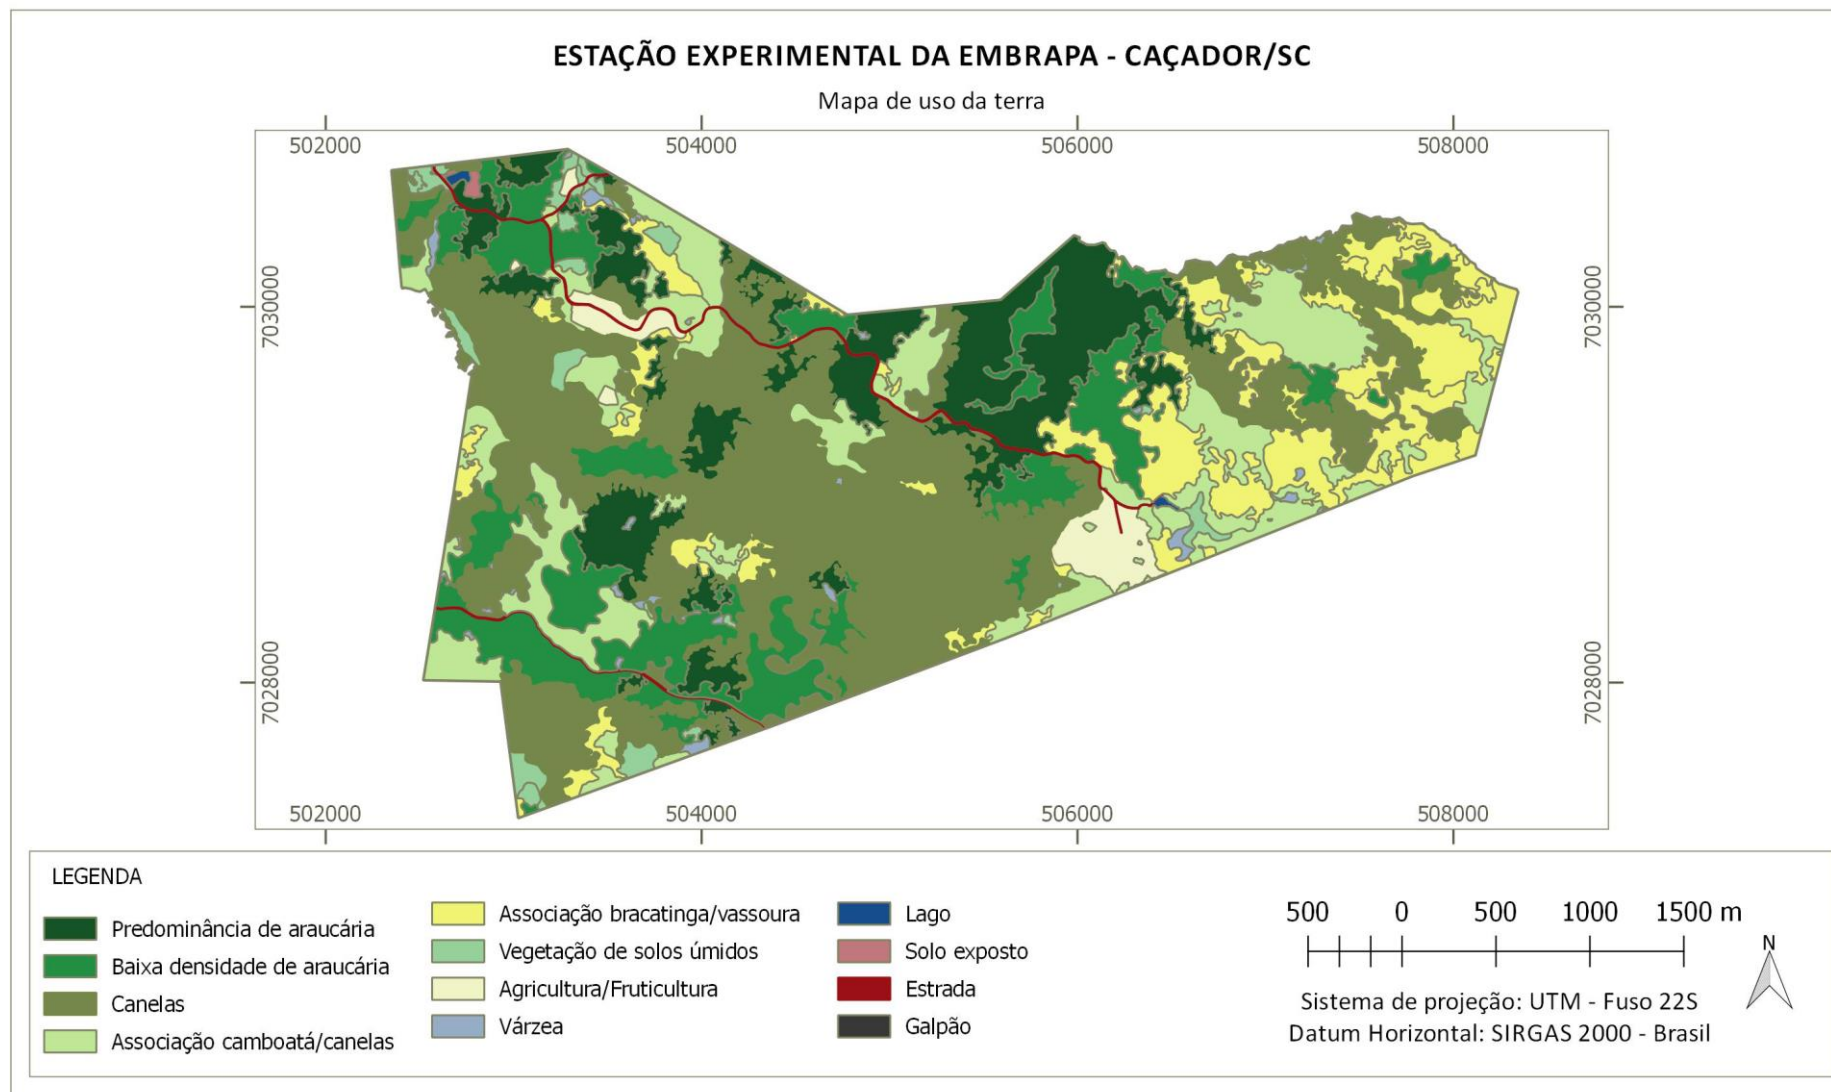 ESTAÇÃO EXPERIMENTAL DA EMBRAPA - CAÇADOR/SC
Mapa de uso da terra
502000 504000 506000 508000
7030000 7030000
7028000 7028000
502000 504000 506000 508000
LEGENDA
Predominância de araucária
Baixa densidade de araucária
Canelas
Associação camboatá/canelas
Associação bracatinga/vassoura
Vegetação de solos úmidos
Agricultura/Fruticultura
Várzea
Lago
Solo exposto
Estrada
Galpão
500 0 500 1000 1500 m
N
Sistema de projeção: UTM - Fuso 22S
Datum Horizontal: SIRGAS 2000 - Brasil